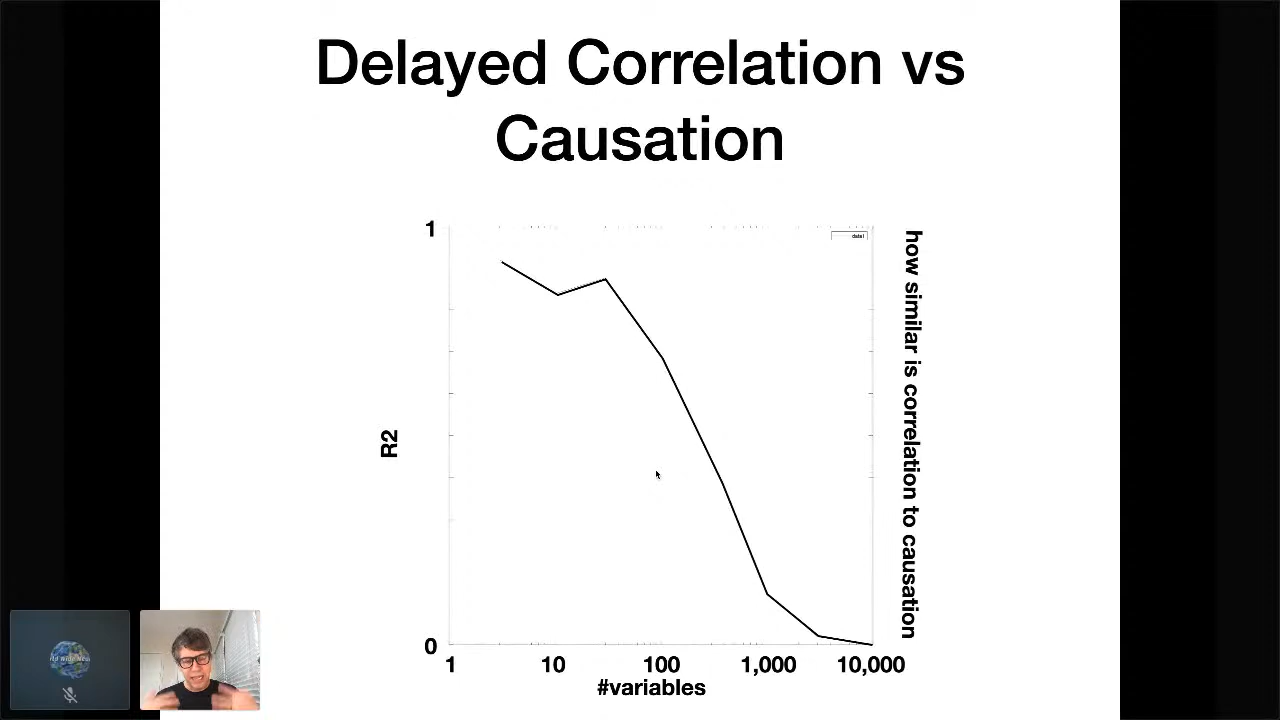 Delayed Correlation vs
Causation
1
data1
how similar is correlation to causation
R2
0
1
10
100
1,000
10,000
#variables